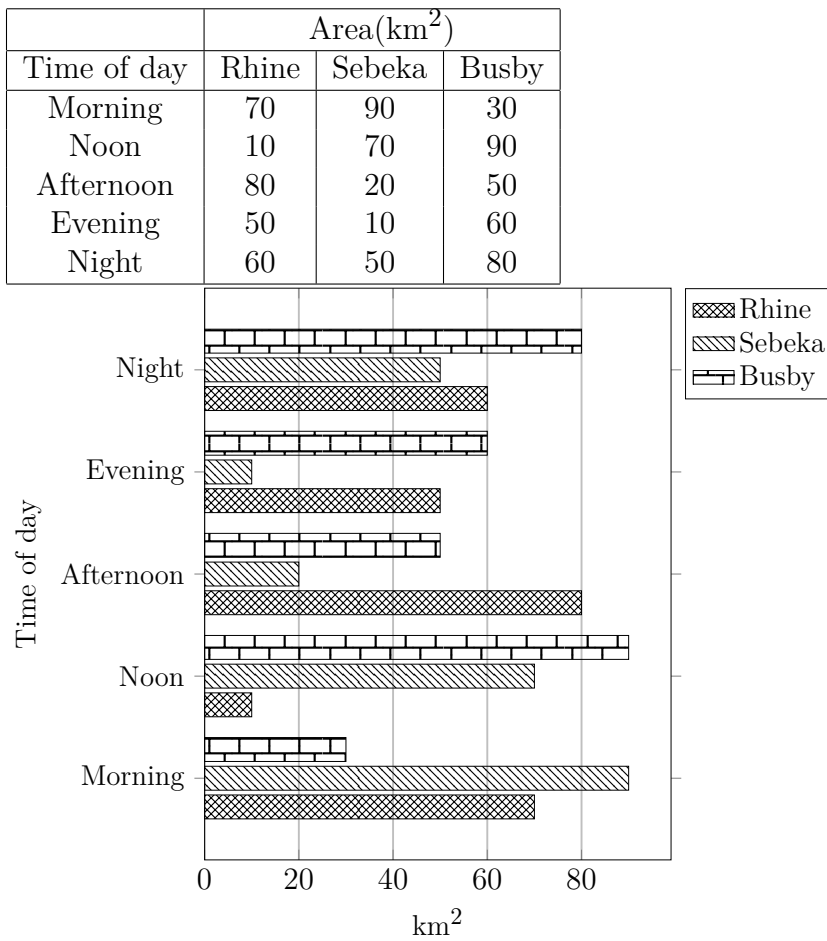 Area(km²)
Time of day Rhine Sebeka Busby
Morning 70 90 30
Noon 10 70 90
Afternoon 80 20 50
Evening 50 10 60
Night 60 50 80
Rhine
Sebeka
Busby
Night
Evening
Afternoon
Noon
Morning
Time of day
0 20 40 60 80
km²